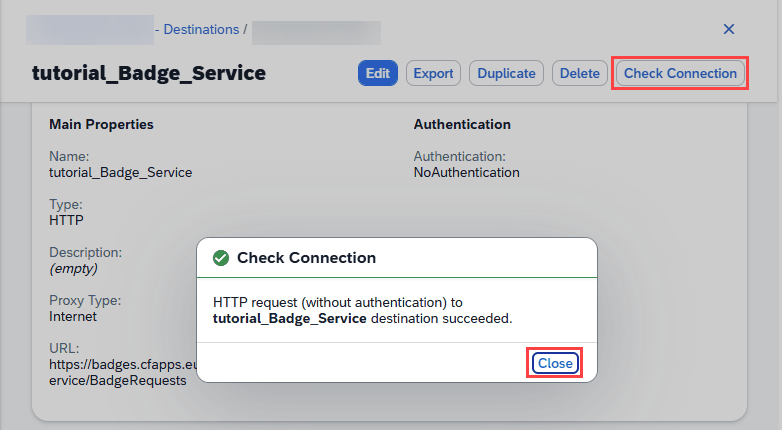 - Destinations /
tutorial_Badge_Service
Edit
Export
Duplicate
Delete
Check Connection
Main Properties
Name:
tutorial_Badge_Service
Type:
HTTP
Description:
(empty)
Proxy Type:
Internet
URL:
https://badges.cfapps.eu
ervice/BadgeRequests
Authentication
Authentication:
NoAuthentication
Check Connection
HTTP request (without authentication) to
tutorial_Badge_Service destination succeeded.
Close